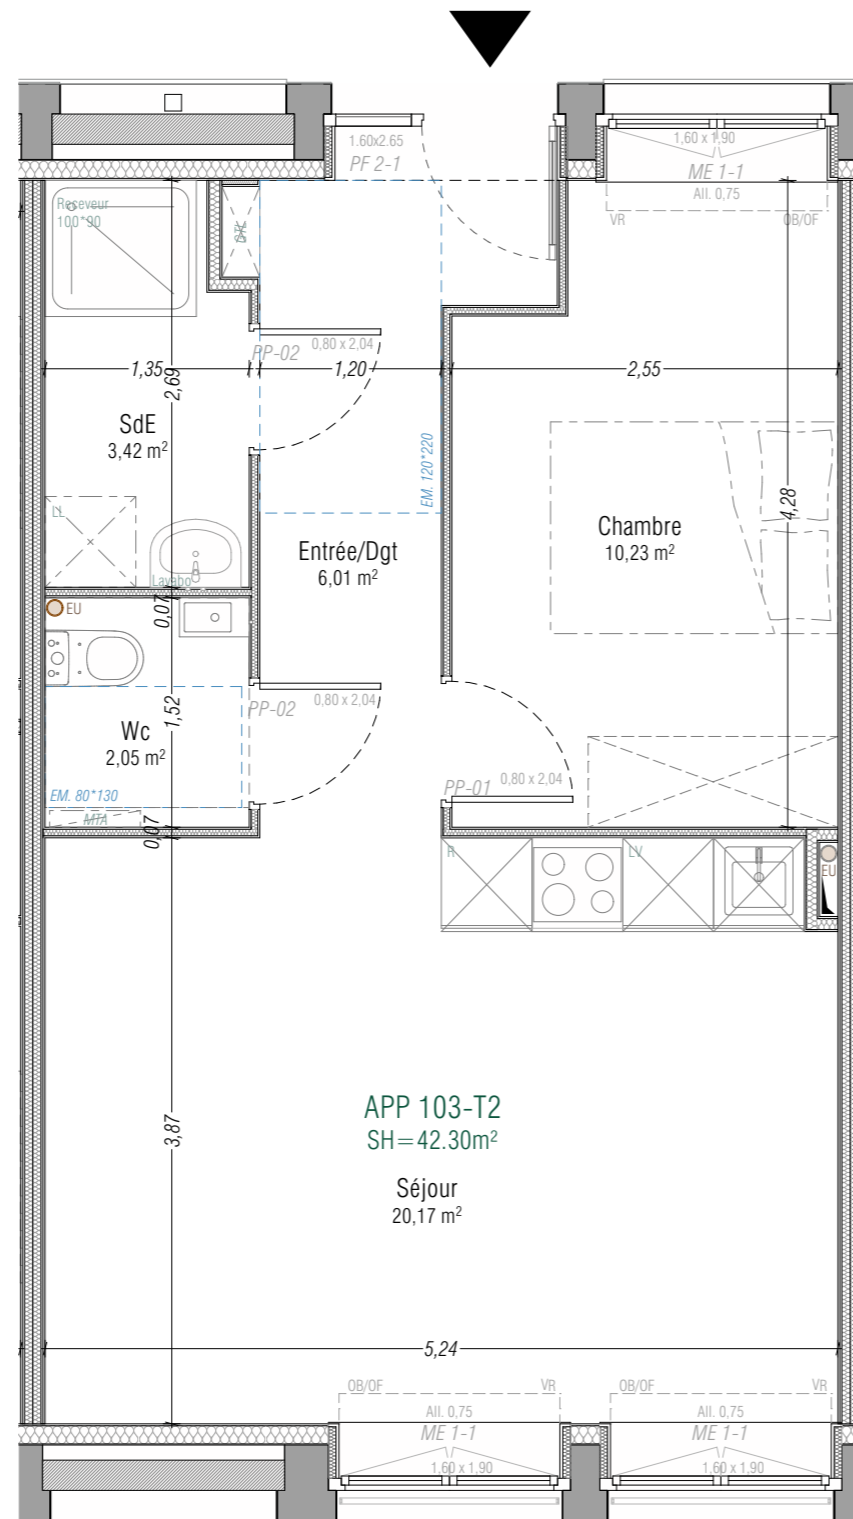 1.60x2.65
PF 2-1
1,60 x 1,90
ME 1-1
All. 0,75
VR
OB/OF
Receveur
100*90
GTL
PP-02
0,80 x 2,04
1,35
1,20
2,55
2,69
SdE
3,42 m²
EM. 120*220
4,28
LL
Chambre
10,23 m²
Entrée/Dgt
6,01 m²
Lavabo
0,07
EU
1,52
PP-02
0,80 x 2,04
Wc
2,05 m²
EM. 80*130
MTA
PP-01
0,80 x 2,04
0,07
R
LV
EU
APP 103-T2
SH=42.30m²
3,87
Séjour
20,17 m²
5,24
OB/OF
VR
OB/OF
VR
All. 0,75
All. 0,75
ME 1-1
ME 1-1
1,60 x 1,90
1,60 x 1,90